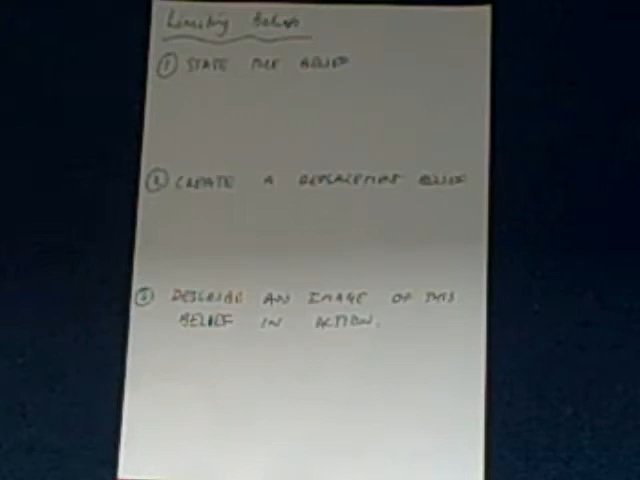 Limiting Beliefs
① STATE THE BELIEF
② CREATE A REPLACEMENT BELIEF
③ DESCRIBE AN IMAGE OF THIS
BELIEF IN ACTION.